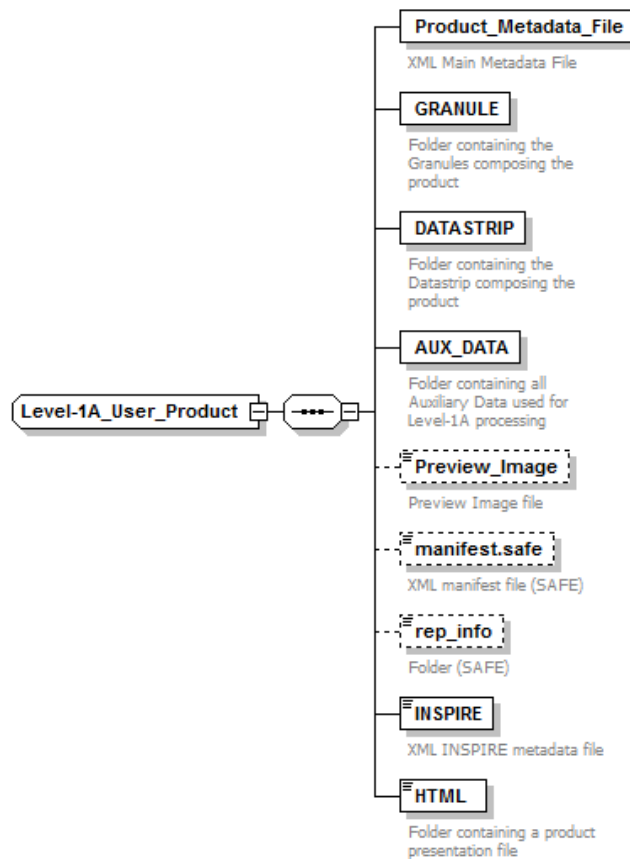 Product_Metadata_File
XML Main Metadata File
GRANULE
Folder containing the
Granules composing the
product
DATASTRIP
Folder containing the
Datastrip composing the
product
AUX_DATA
Folder containing all
Auxiliary Data used for
Level-1A processing
Level-1A_User_Product
Preview_Image
Preview Image file
manifest.safe
XML manifest file (SAFE)
rep_info
Folder (SAFE)
INSPIRE
XML INSPIRE metadata file
HTML
Folder containing a product
presentation file